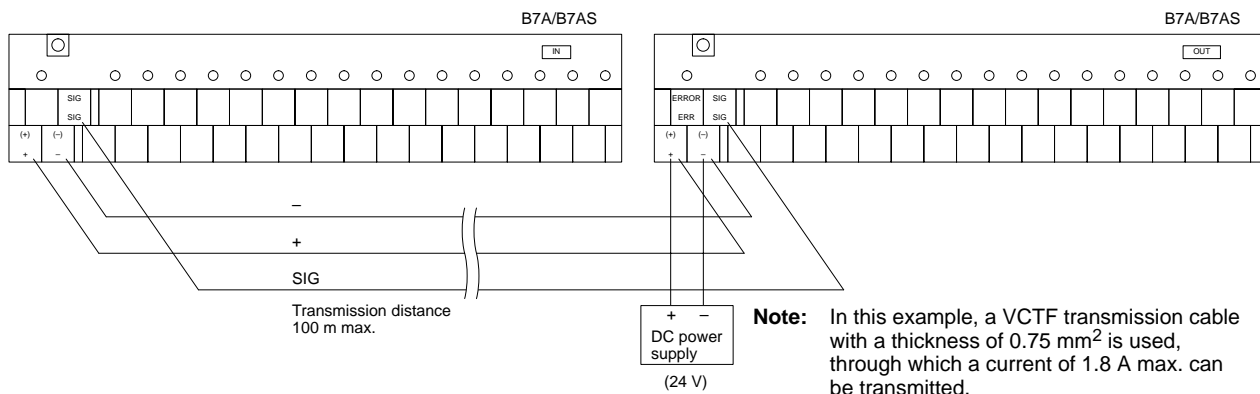 B7A/B7AS
IN
SIG
SIG
(+) (–)
+ –
B7A/B7AS
OUT
ERROR SIG
ERR SIG
(+) (–)
+ –
–
+
SIG
Transmission distance
100 m max.
+ –
DC power
supply
(24 V)
Note: In this example, a VCTF transmission cable
with a thickness of 0.75 mm² is used,
through which a current of 1.8 A max. can
be transmitted.